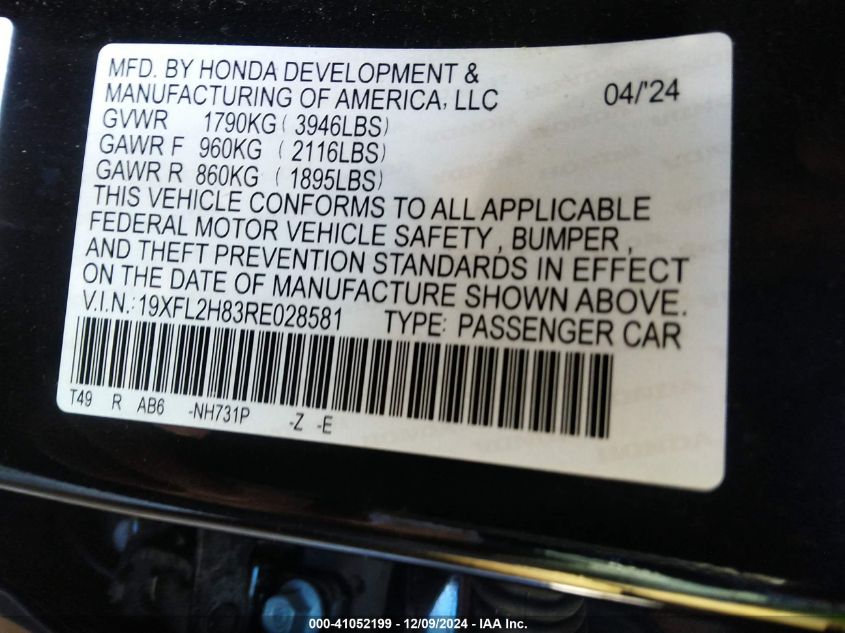 MFD. BY HONDA DEVELOPMENT &
MANUFACTURING OF AMERICA, LLC 04/'24
GVWR 1790KG ( 3946LBS)
GAWR F 960KG ( 2116LBS)
GAWR R 860KG ( 1895LBS)
THIS VEHICLE CONFORMS TO ALL APPLICABLE
FEDERAL MOTOR VEHICLE SAFETY , BUMPER ,
AND THEFT PREVENTION STANDARDS IN EFFECT
ON THE DATE OF MANUFACTURE SHOWN ABOVE.
V.I.N.: 19XFL2H83RE028581 TYPE: PASSENGER CAR
T49 R AB6 -NH731P -Z -E
000-41052199 - 12/09/2024 - IAA Inc.